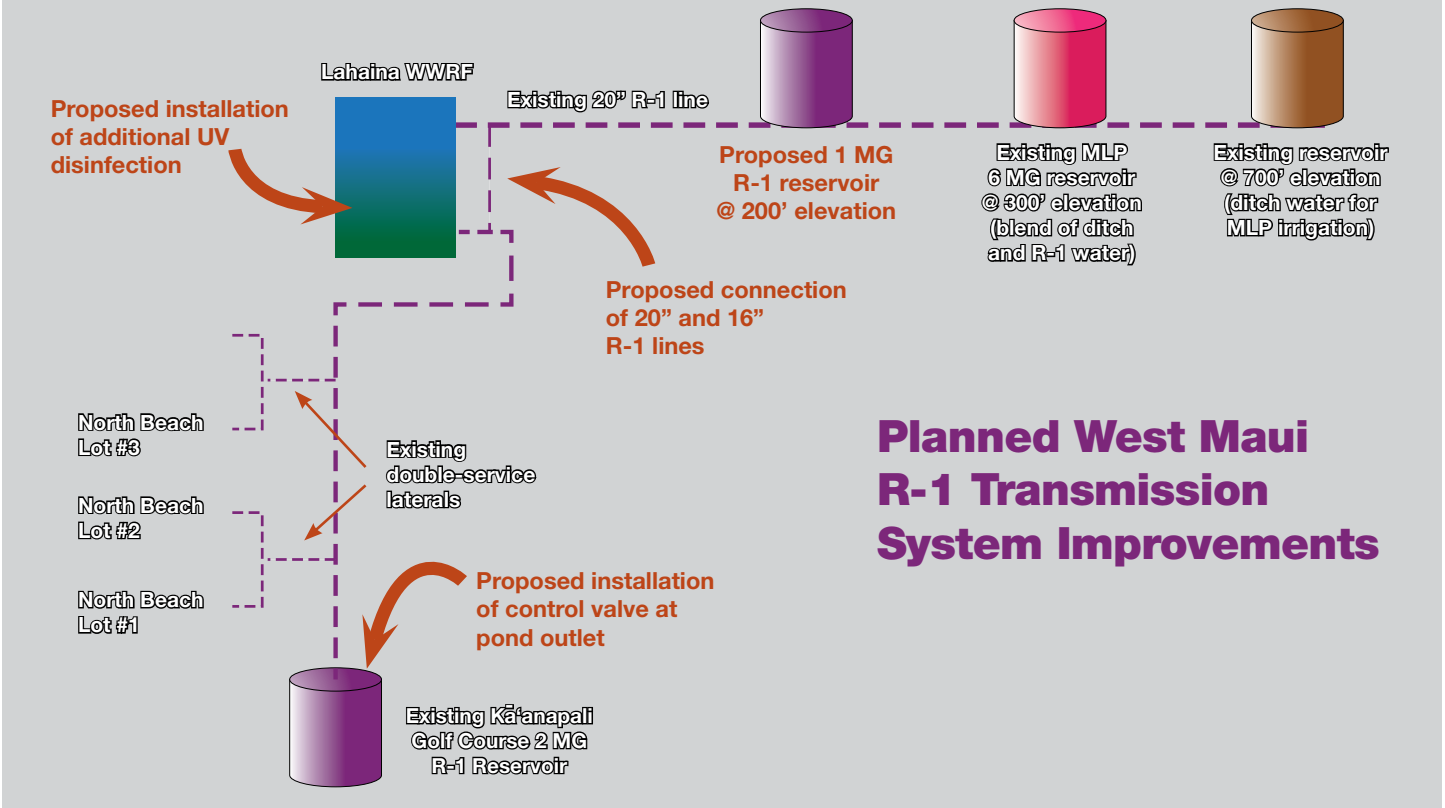 Lahaina WWRF
Proposed installation
of additional UV
disinfection
Existing 20” R-1 line
Proposed 1 MG
R-1 reservoir
@ 200’ elevation
Existing MLP
6 MG reservoir
@ 300’ elevation
(blend of ditch
and R-1 water)
Existing reservoir
@ 700’ elevation
(ditch water for
MLP irrigation)
Proposed connection
of 20” and 16”
R-1 lines
North Beach
Lot #3
Existing
double-service
laterals
North Beach
Lot #2
North Beach
Lot #1
Planned West Maui
R-1 Transmission
System Improvements
Proposed installation
of control valve at
pond outlet
Existing Kā‘anapali
Golf Course 2 MG
R-1 Reservoir